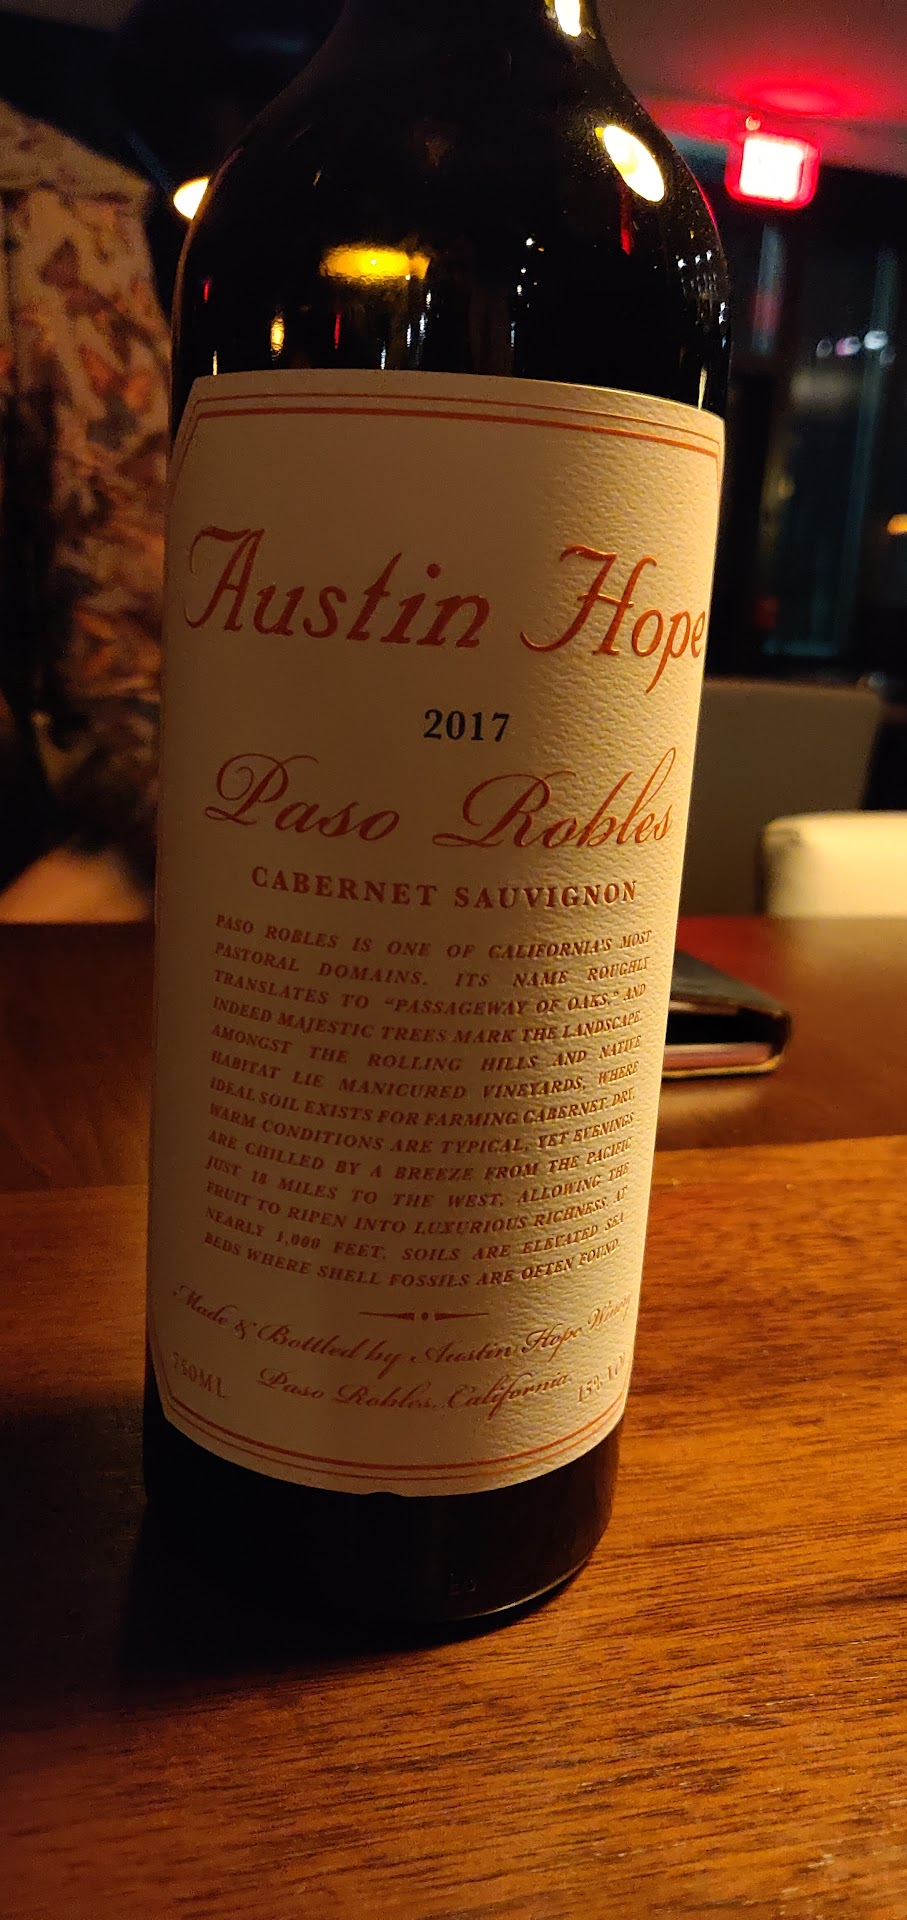 Austin Hope
2017
Paso Robles
CABERNET SAUVIGNON
PASO ROBLES IS ONE OF CALIFORNIA'S MOST
PASTORAL DOMAINS. ITS NAME ROUGHLY
TRANSLATES TO “PASSAGEWAY OF OAKS,” AND
INDEED MAJESTIC TREES MARK THE LANDSCAPE.
AMONGST THE ROLLING HILLS AND NATIVE
HABITAT LIE MANICURED VINEYARDS, WHERE
IDEAL SOIL EXISTS FOR FARMING CABERNET. DRY,
WARM CONDITIONS ARE TYPICAL, YET EVENINGS
ARE CHILLED BY A BREEZE FROM THE PACIFIC
JUST 18 MILES TO THE WEST, ALLOWING THE
FRUIT TO RIPEN INTO LUXURIOUS RICHNESS. AT
NEARLY 1,000 FEET, SOILS ARE ELEVATED SEA
BEDS WHERE SHELL FOSSILS ARE OFTEN FOUND.
Made & Bottled by Austin Hope Winery
750ML Paso Robles, California 15%